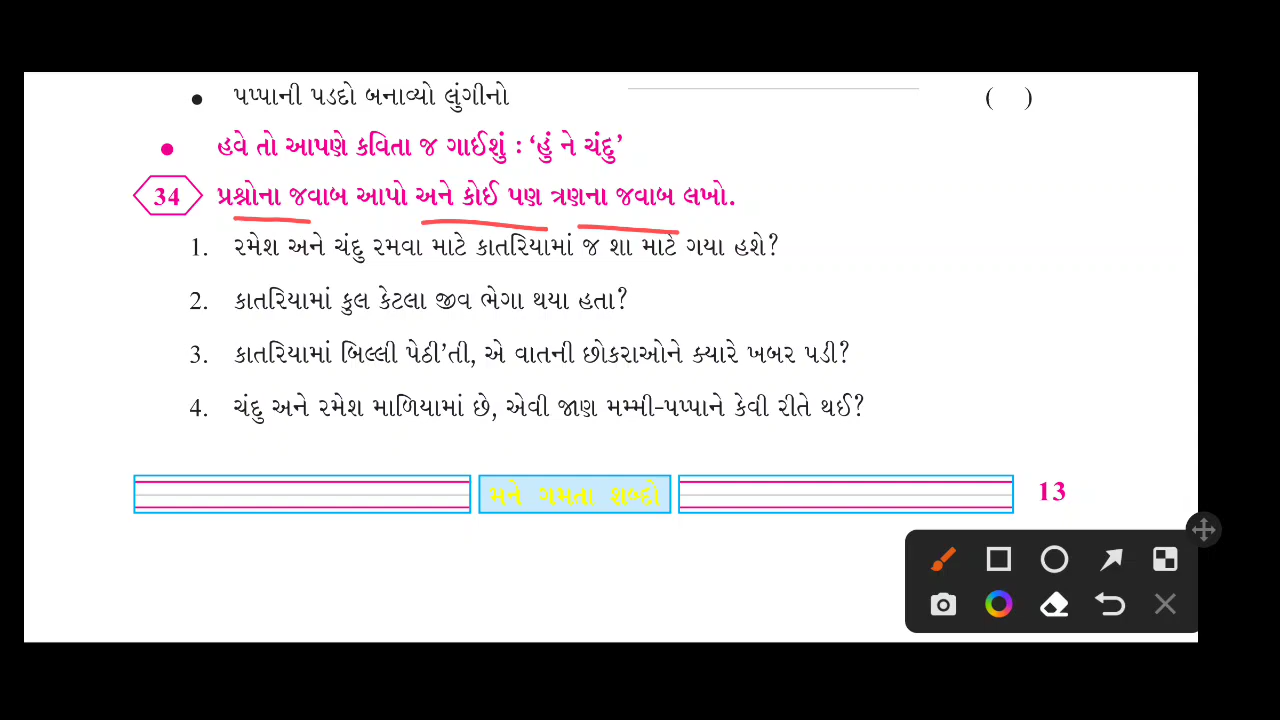 • પપ્પાની પડદો બનાવ્યો લુંગીનો ( )
• હવે તો આપણે કવિતા જ ગાઈશું : ‘હું ને ચંદુ’
34 પ્રશ્નોના જવાબ આપો અને કોઈ પણ ત્રણના જવાબ લખો.
1. રમેશ અને ચંદુ રમવા માટે કાતરિયામાં જ શા માટે ગયા હશે?
2. કાતરિયામાં કુલ કેટલા જીવ ભેગા થયા હતા?
3. કાતરિયામાં બિલ્લી પેઠી’તી, એ વાતની છોકરાઓને ક્યારે ખબર પડી?
4. ચંદુ અને રમેશ માળિયામાં છે, એવી જાણ મમ્મી-પપ્પાને કેવી રીતે થઈ?
મને ગમતા શબ્દો 13